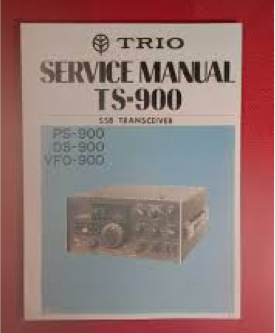 TRIO
SERVICE MANUAL
TS-900
SSB TRANSCEIVER
PS-900
DS-900
VFO-900